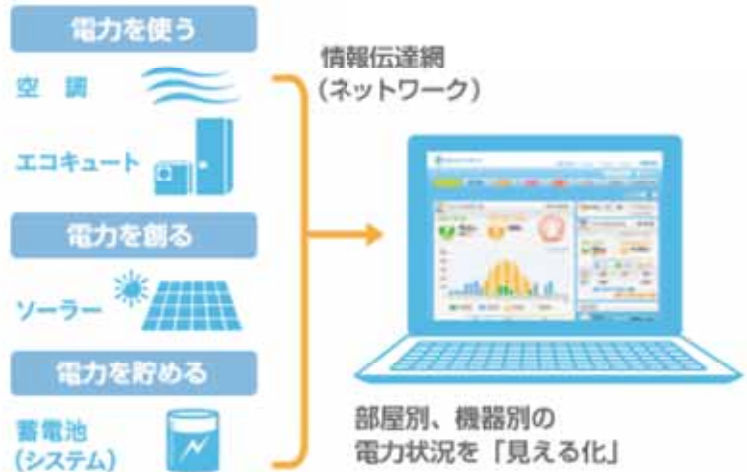 電力を使う
空 調
エコキュート
電力を創る
ソーラー
電力を貯める
蓄電池
(システム)
情報伝達網
(ネットワーク)
部屋別、機器別の
電力状況を「見える化」